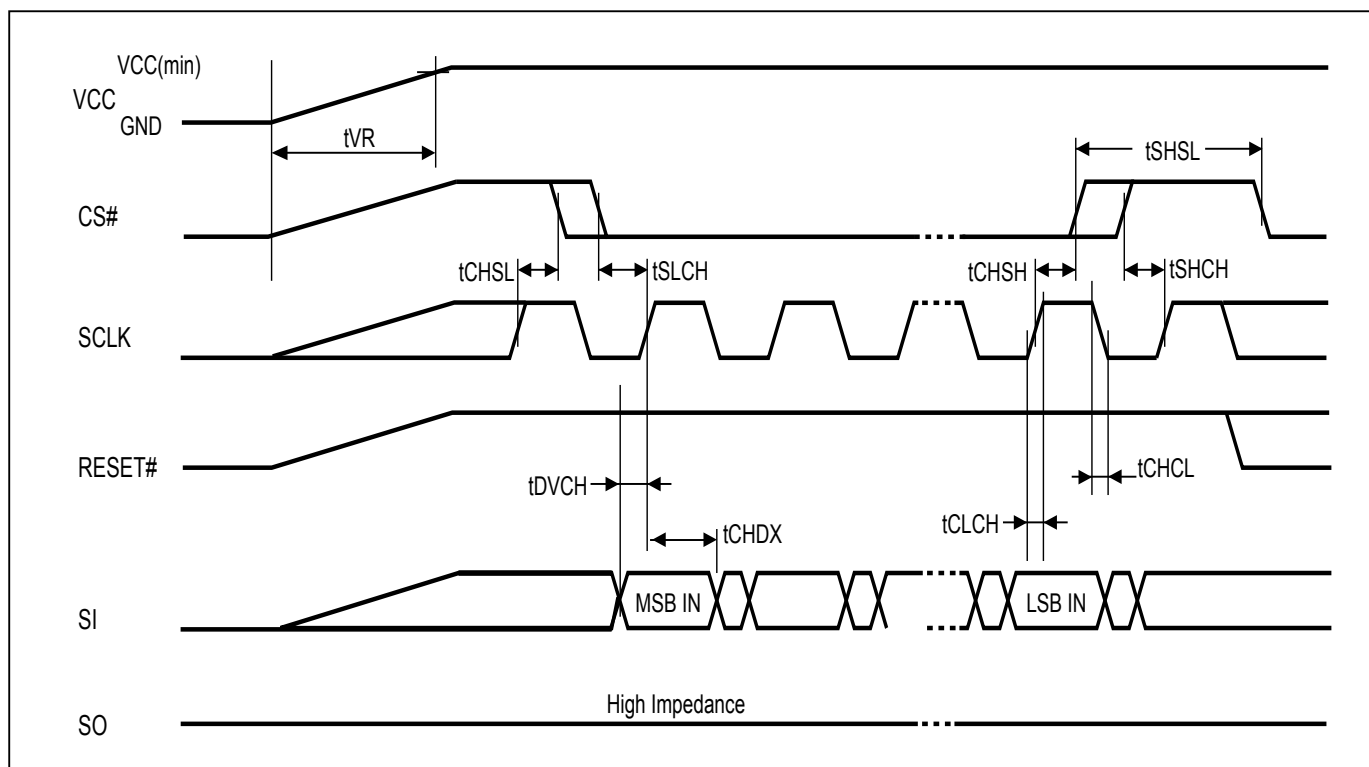 VCC(min)
VCC
GND
tVR
tSHSL
CS#
tCHSL
tSLCH
tCHSH
tSHCH
SCLK
RESET#
tDVCH
tCHCL
tCLCH
tCHDX
SI
MSB IN
LSB IN
High Impedance
SO